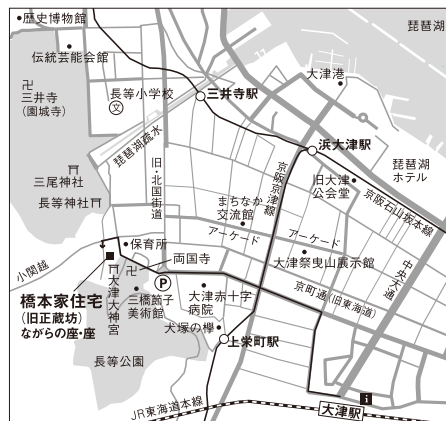 歴史博物館
琵琶湖
伝統芸能会館
卍
三井寺
(園城寺)
長等小学校
文
三井寺駅
大津港
琵琶湖疏水
浜大津駅
琵琶湖
ホテル
三尾神社
長等神社
旧・北国街道
京阪京津線
旧大津
公会堂
京阪石山坂本線
まちなか
交流館
アーケード
アーケード
大津祭曳山展示館
中央大通
小関越
保育所
両国寺
卍
P
京町通(旧東海道)
橋本家住宅
(旧正蔵坊)
ながらの座・座
大津大神宮
三橋節子
美術館
大津赤十字
病院
犬塚の欅
上栄町駅
長等公園
JR東海道本線
i
大津駅